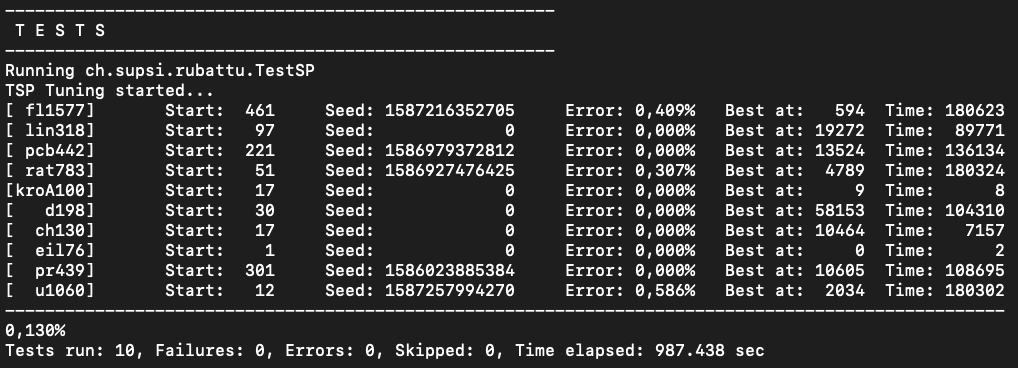 -------------------------------------------------------
 T E S T S
-------------------------------------------------------
Running ch.supsi.rubattu.TestSP
TSP Tuning started...
[ fl1577]       Start:  461     Seed: 1587216352705     Error: 0,409%   Best at:   594  Time: 180623
[ lin318]       Start:   97     Seed:             0     Error: 0,000%   Best at: 19272  Time:  89771
[ pcb442]       Start:  221     Seed: 1586979372812     Error: 0,000%   Best at: 13524  Time: 136134
[ rat783]       Start:   51     Seed: 1586927476425     Error: 0,307%   Best at:  4789  Time: 180324
[kroA100]       Start:   17     Seed:             0     Error: 0,000%   Best at:     9  Time:      8
[   d198]       Start:   30     Seed:             0     Error: 0,000%   Best at: 58153  Time: 104310
[  ch130]       Start:   17     Seed:             0     Error: 0,000%   Best at: 10464  Time:   7157
[  eil76]       Start:    1     Seed:             0     Error: 0,000%   Best at:     0  Time:      2
[  pr439]       Start:  301     Seed: 1586023885384     Error: 0,000%   Best at: 10605  Time: 108695
[  u1060]       Start:   12     Seed: 1587257994270     Error: 0,586%   Best at:  2034  Time: 180302
----------------------------------------------------------------------------------------------------
0,130%
Tests run: 10, Failures: 0, Errors: 0, Skipped: 0, Time elapsed: 987.438 sec